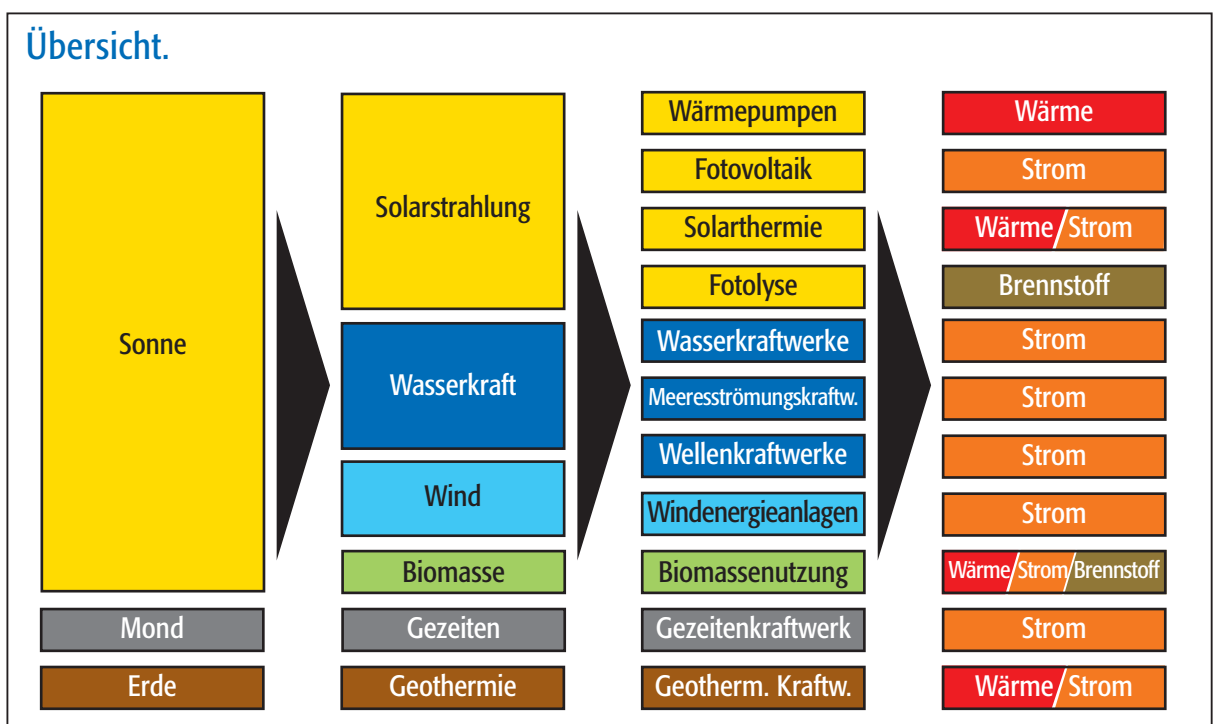 Übersicht.
Sonne
Mond
Erde
Solarstrahlung
Wasserkraft
Wind
Biomasse
Gezeiten
Geothermie
Wärmepumpen
Fotovoltaik
Solarthermie
Fotolyse
Wasserkraftwerke
Meeresströmungskraftw.
Wellenkraftwerke
Windenergieanlagen
Biomassenutzung
Gezeitenkraftwerk
Geotherm. Kraftw.
Wärme
Strom
Wärme/Strom
Brennstoff
Strom
Strom
Strom
Strom
Wärme/Strom/Brennstoff
Strom
Wärme/Strom